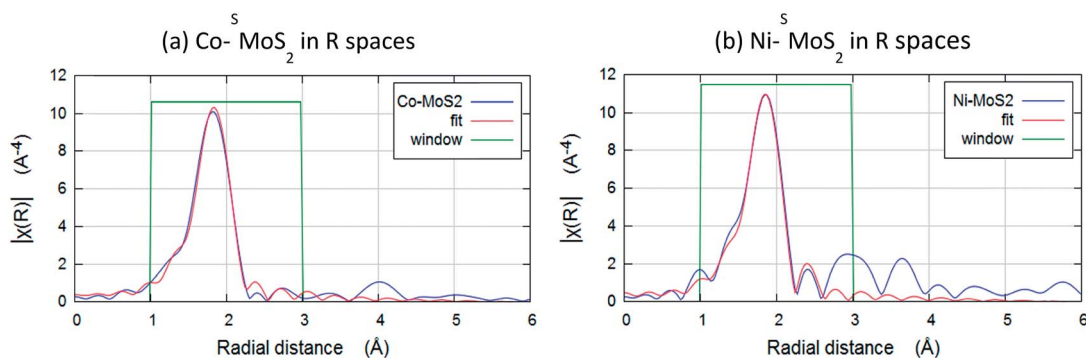 (a) Co-S MoS2 in R spaces
12
10
8
6
4
2
0
|χ(R)| (A-4)
Co-MoS2
fit
window
0 1 2 3 4 5 6
Radial distance (Å)
(b) Ni-S MoS2 in R spaces
12
10
8
6
4
2
0
|χ(R)| (A-4)
Ni-MoS2
fit
window
0 1 2 3 4 5 6
Radial distance (Å)